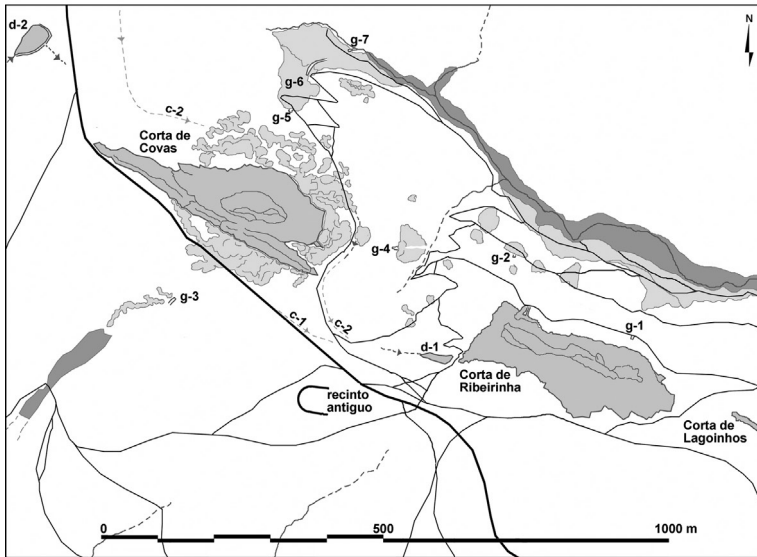 d-2
g-7
N
g-6
c-2
g-5
Corta de
Covas
g-4
g-2
g-3
c-1
c-2
g-1
d-1
Corta de
Ribeirinha
recinto
antiguo
Corta de
Lagoinhos
0
500
1000 m